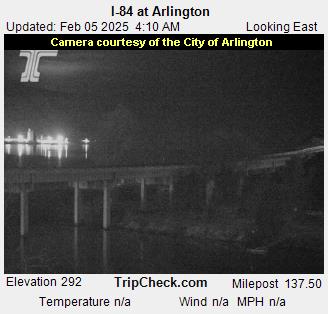 I-84 at Arlington
Updated: Feb 05 2025 4:10 AM Looking East
Camera courtesy of the City of Arlington
Elevation 292 TripCheck.com Milepost 137.50
Temperature n/a Wind n/a MPH n/a